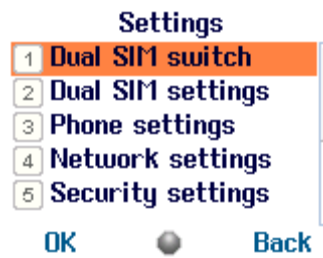 Settings
1 Dual SIM switch
2 Dual SIM settings
3 Phone settings
4 Network settings
5 Security settings
OK Back